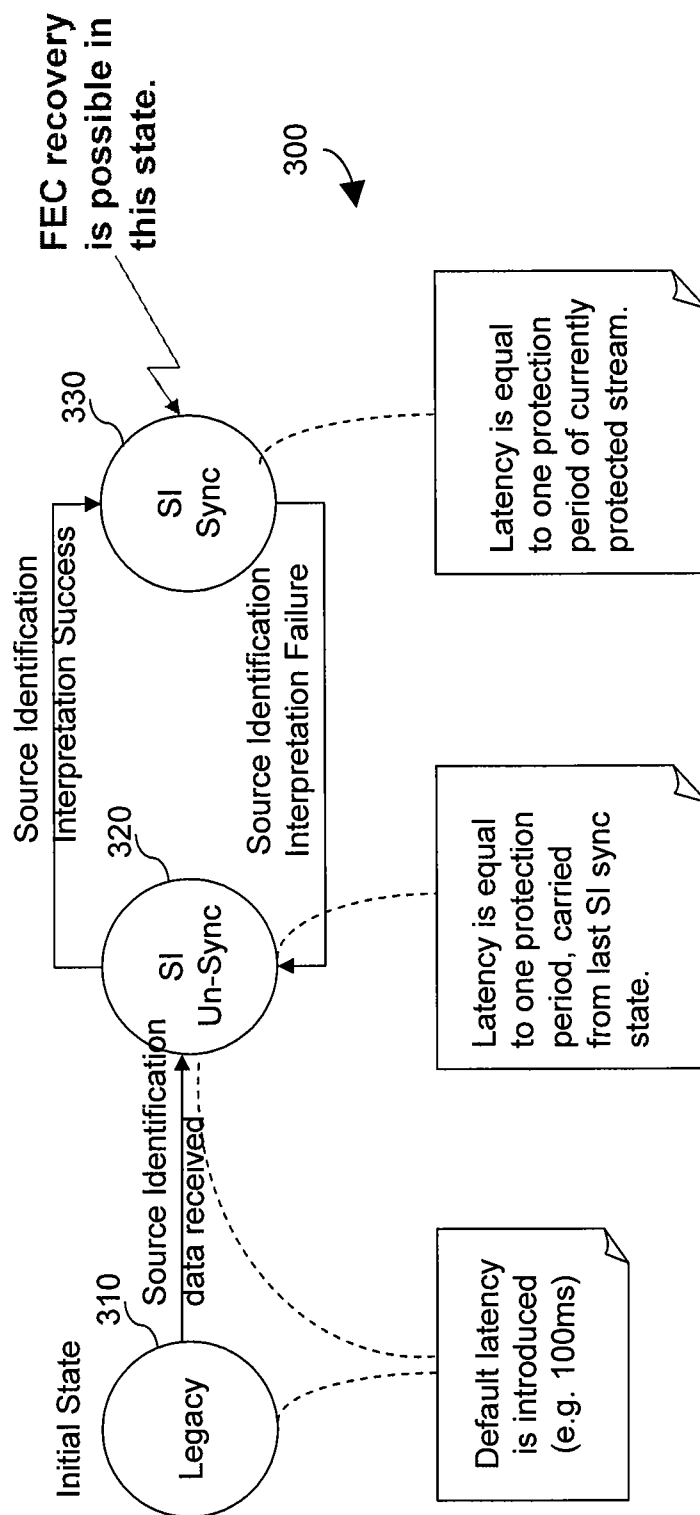 Initial State
310
Legacy
Source Identification
data received
320
SI
Un-Sync
Source Identification
Interpretation Success
Source Identification
Interpretation Failure
330
SI
Sync
FEC recovery
is possible in
this state.
300
Default latency
is introduced
(e.g. 100ms)
Latency is equal
to one protection
period, carried
from last SI sync
state.
Latency is equal
to one protection
period of currently
protected stream.